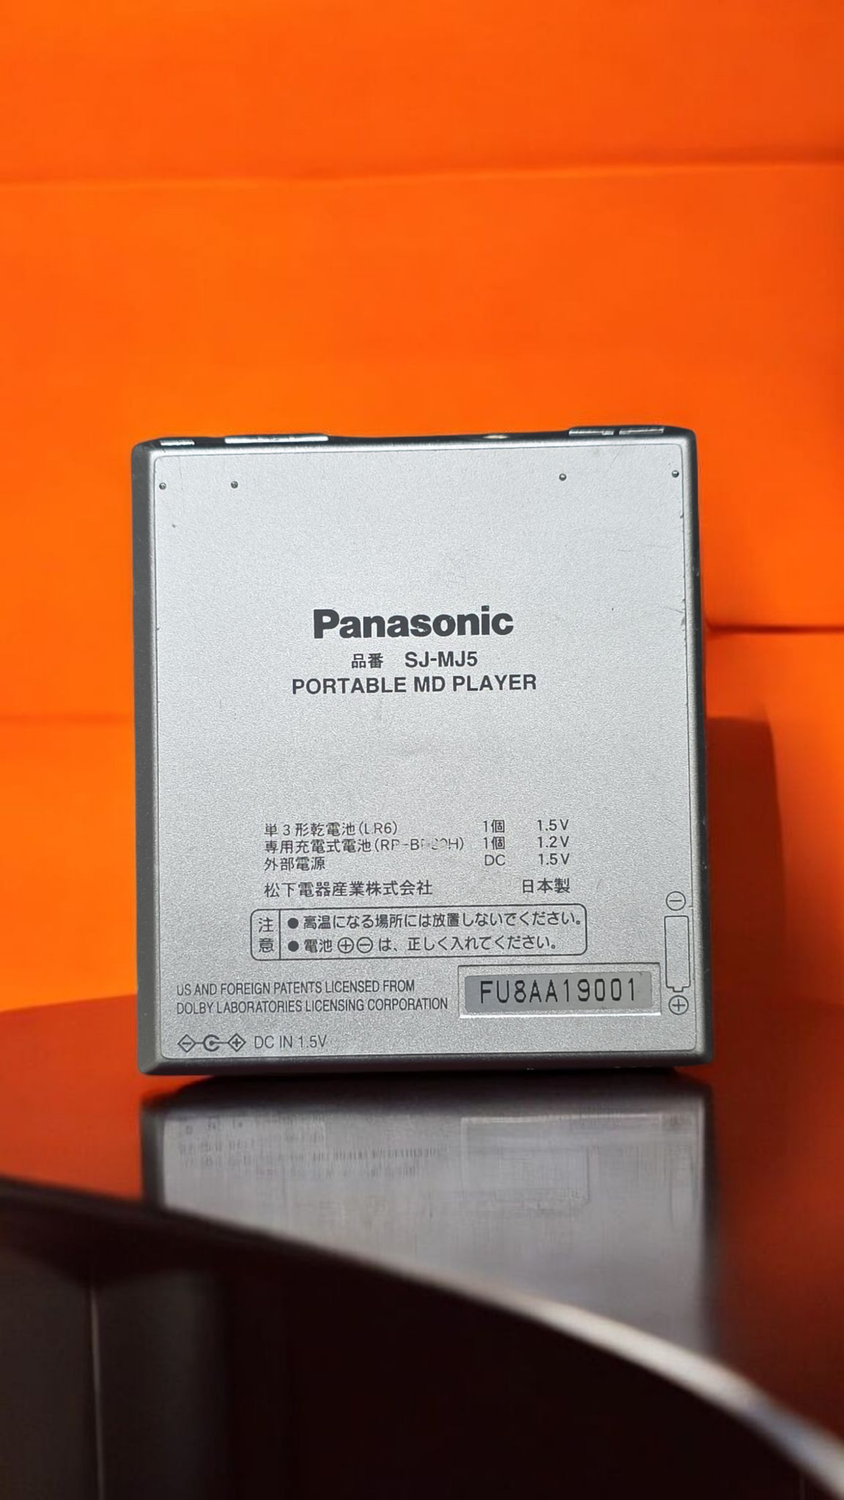 Panasonic
品番 SJ-MJ5
PORTABLE MD PLAYER
単3形乾電池(LR6) 1個 1.5V
専用充電式電池 1個 1.2V
外部電源 DC 1.5V
松下電器産業株式会社 日本製
注意
●高温になる場所には放置しないでください。
●電池⊕⊖は、正しく入れてください。
⊖
⊕
US AND FOREIGN PATENTS LICENSED FROM
DOLBY LABORATORIES LICENSING CORPORATION
FU8AA19001
DC IN 1.5V